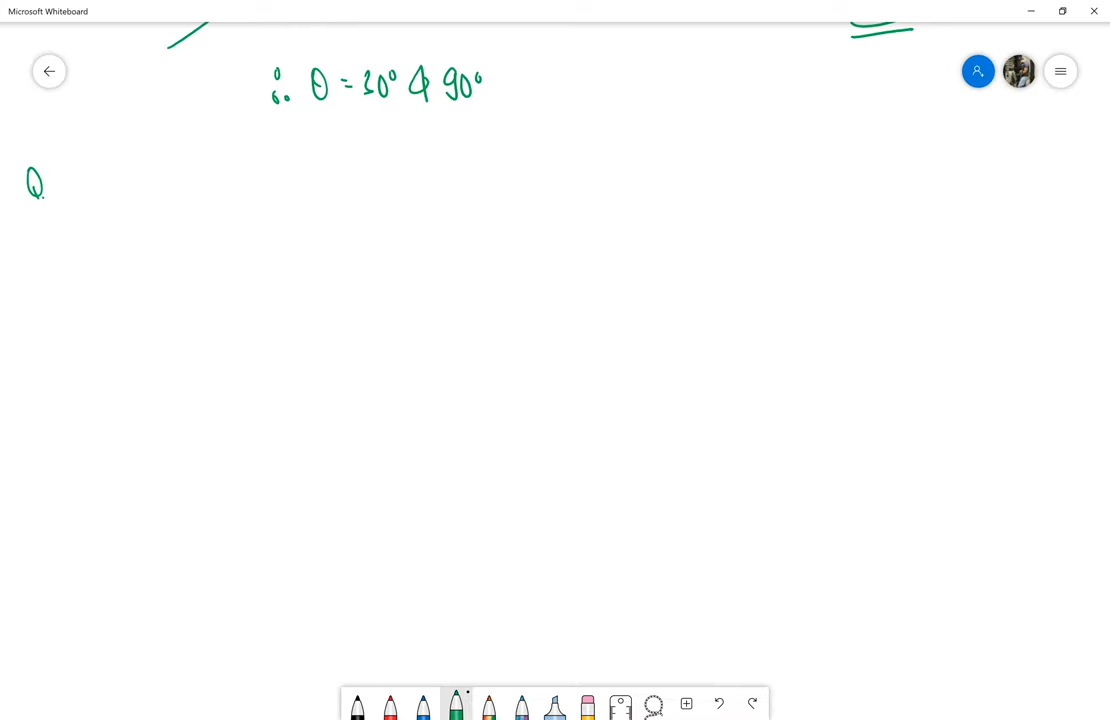 Microsoft Whiteboard
∴ θ = 30° & 90°
Q.